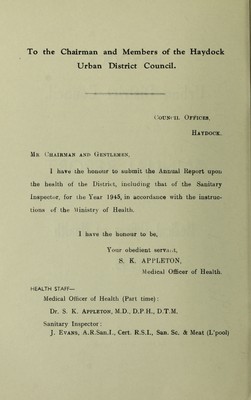 To the Chairman and Members of the Haydock
Urban District Council.
Council Offices
Haydock.
Mr Chairman and Gentlemen,
I have the honour to submit the Annual Report upon
the health of the District, including that of the Sanitary
Inspector, for the Year 1945, in accordance with the instruc-
tions of the Ministry of Health.
I have the honour to be,
Your obedient servant,
S. K. APPLETON,
Medical Officer of Health.
HEALTH STAFF—
Medical Officer of Health (Part time) :
Dr. S. K. Appleton, M.D., D.P.H., D.T.M.
Sanitary Inspector :
J. Evans, A.R.San.I., Cert. R.S.I., San. Sc. & Meat (L'pool)